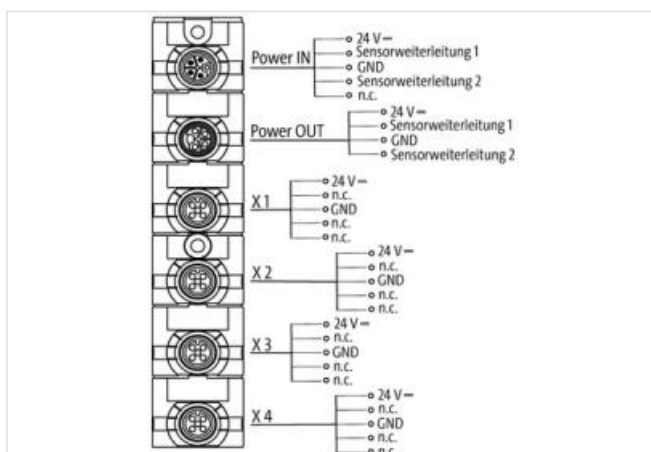 Power IN
24 V⎓
Sensorweiterleitung 1
GND
Sensorweiterleitung 2
n.c.
Power OUT
24 V⎓
Sensorweiterleitung 1
GND
Sensorweiterleitung 2
X 1
24 V⎓
n.c.
GND
n.c.
n.c.
X 2
24 V⎓
n.c.
GND
n.c.
n.c.
X 3
24 V⎓
n.c.
GND
n.c.
n.c.
X 4
24 V⎓
n.c.
GND
n.c.
n.c.